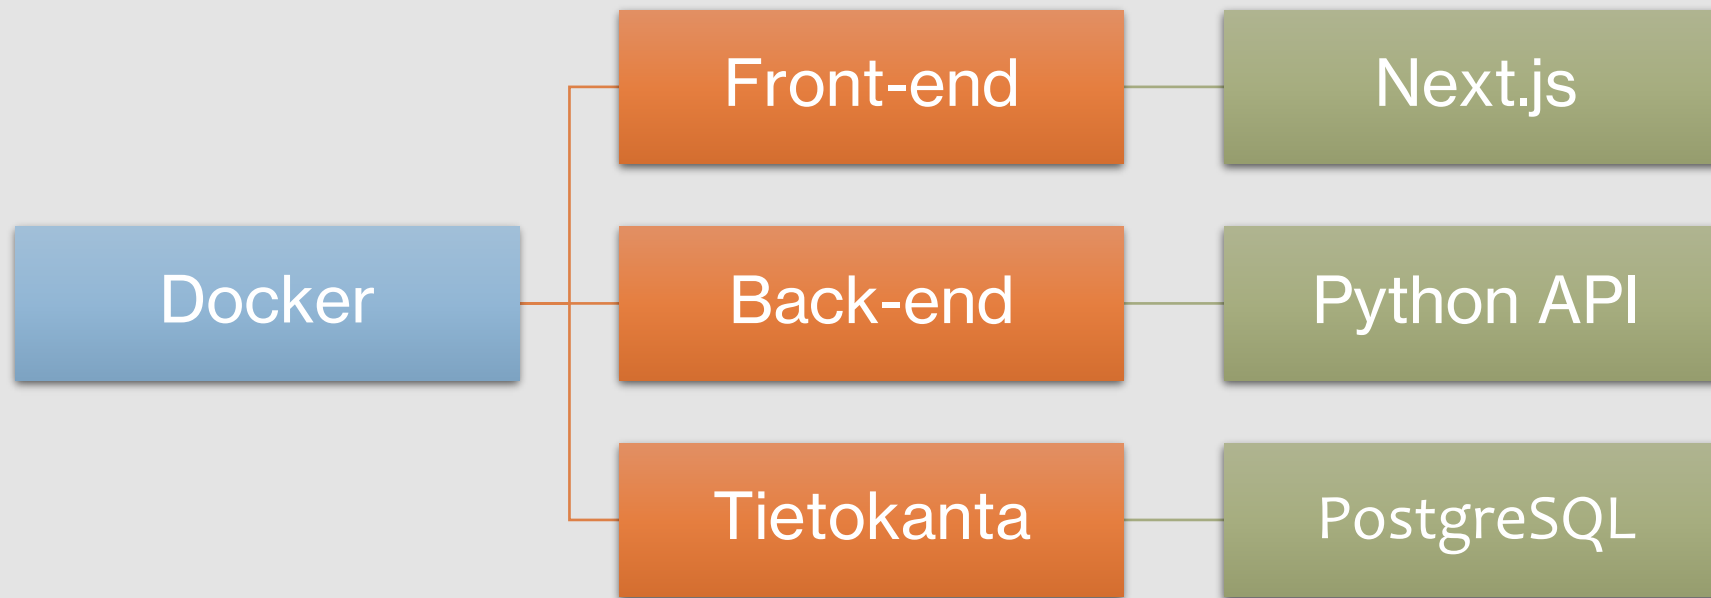 Front-end
Next.js
Docker
Back-end
Python API
Tietokanta
PostgreSQL